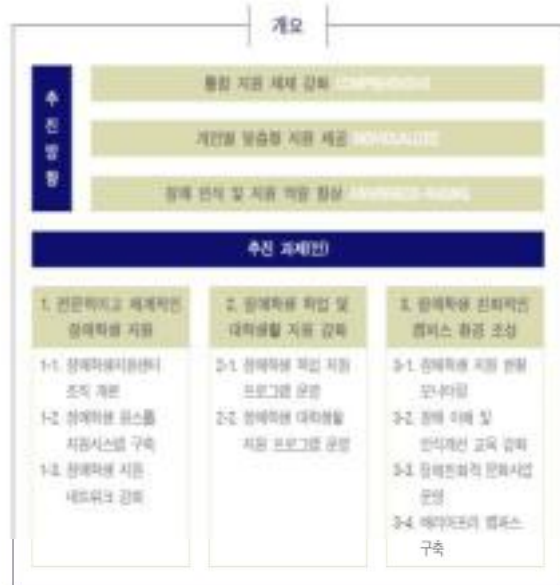 개요
추진방향
통합 지원 체제 강화
개인별 맞춤형 지원 제공
장애 인식 및 지원 역량 향상
추진 과제(안)
1. 전문적이고 체계적인
장애학생 지원
1-1. 장애학생지원센터
조직 개편
1-2. 장애학생 원스톱
지원시스템 구축
1-3. 장애학생 지원
네트워크 강화
2. 장애학생 학업 및
대학생활 지원 강화
2-1. 장애학생 학업 지원
프로그램 운영
2-2. 장애학생 대학생활
지원 프로그램 운영
3. 장애학생 친화적인
캠퍼스 환경 조성
3-1. 장애학생 지원 현황
모니터링
3-2. 장애 이해 및
인식개선 교육 강화
3-3. 장애친화적 문화사업
운영
3-4. 배리어프리 캠퍼스
구축